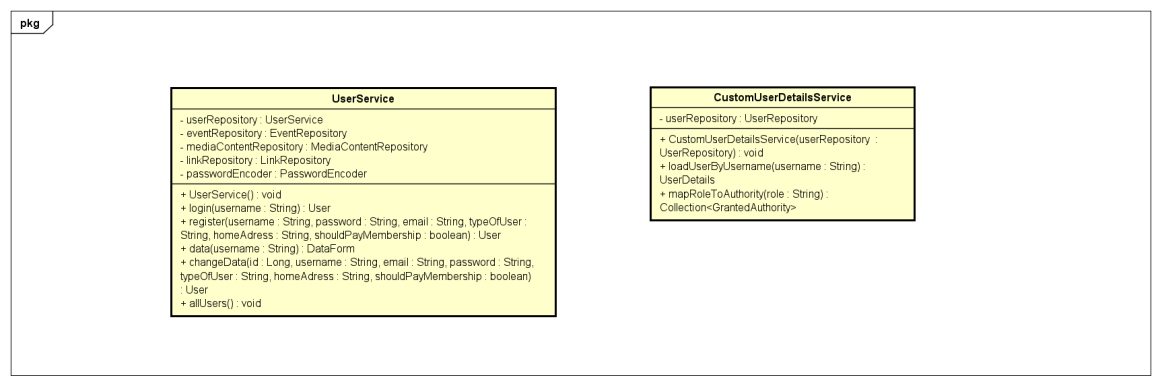 pkg
UserService
- userRepository : UserService
- eventRepository : EventRepository
- mediaContentRepository : MediaContentRepository
- linkRepository : LinkRepository
- passwordEncoder : PasswordEncoder
+ UserService() : void
+ login(username : String) : User
+ register(username : String, password : String, email : String, typeOfUser :
String, homeAdress : String, shouldPayMembership : boolean) : User
+ data(username : String) : DataForm
+ changeData(id : Long, username : String, email : String, password : String,
typeOfUser : String, homeAdress : String, shouldPayMembership : boolean)
: User
+ allUsers() : void
CustomUserDetailsService
- userRepository : UserRepository
+ CustomUserDetailsService(userRepository :
UserRepository) : void
+ loadUserByUsername(username : String) :
UserDetails
+ mapRoleToAuthority(role : String) :
Collection<GrantedAuthority>